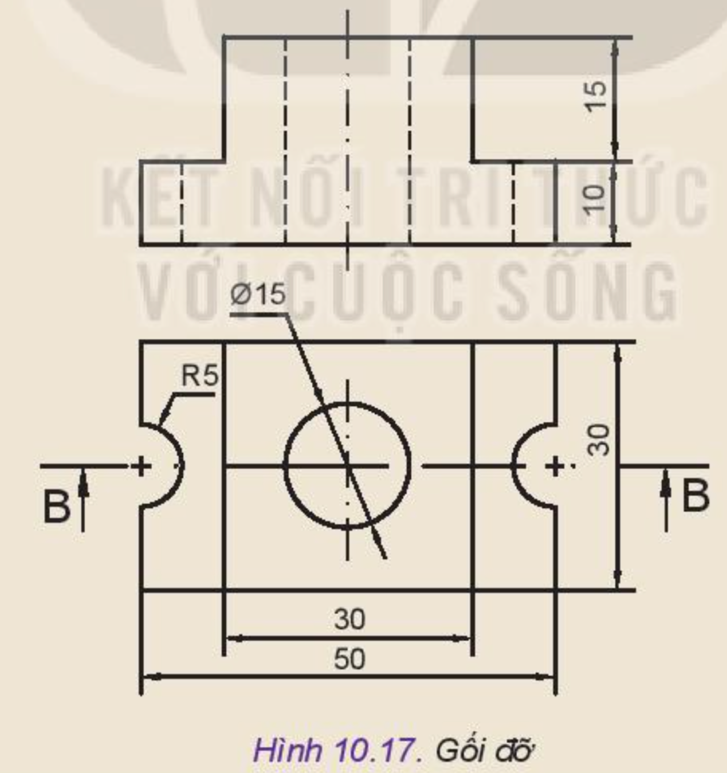 15
10
KẾT NỐI TRI THỨC
VỚI CUỘC SỐNG
Ø15
R5
30
B
B
30
50
Hình 10.17. Gối đỡ